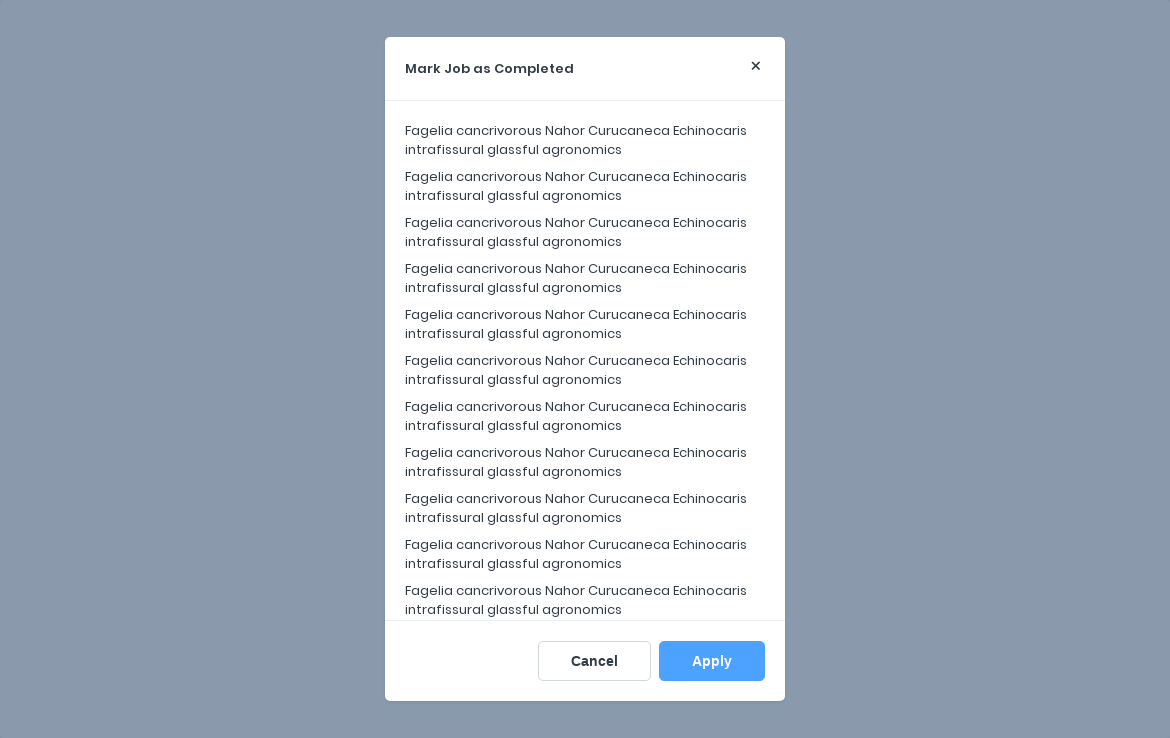 Mark Job as Completed
×
Fagelia cancrivorous Nahor Curucaneca Echinocaris
intrafissural glassful agronomics
Fagelia cancrivorous Nahor Curucaneca Echinocaris
intrafissural glassful agronomics
Fagelia cancrivorous Nahor Curucaneca Echinocaris
intrafissural glassful agronomics
Fagelia cancrivorous Nahor Curucaneca Echinocaris
intrafissural glassful agronomics
Fagelia cancrivorous Nahor Curucaneca Echinocaris
intrafissural glassful agronomics
Fagelia cancrivorous Nahor Curucaneca Echinocaris
intrafissural glassful agronomics
Fagelia cancrivorous Nahor Curucaneca Echinocaris
intrafissural glassful agronomics
Fagelia cancrivorous Nahor Curucaneca Echinocaris
intrafissural glassful agronomics
Fagelia cancrivorous Nahor Curucaneca Echinocaris
intrafissural glassful agronomics
Fagelia cancrivorous Nahor Curucaneca Echinocaris
intrafissural glassful agronomics
Fagelia cancrivorous Nahor Curucaneca Echinocaris
intrafissural glassful agronomics
Cancel Apply